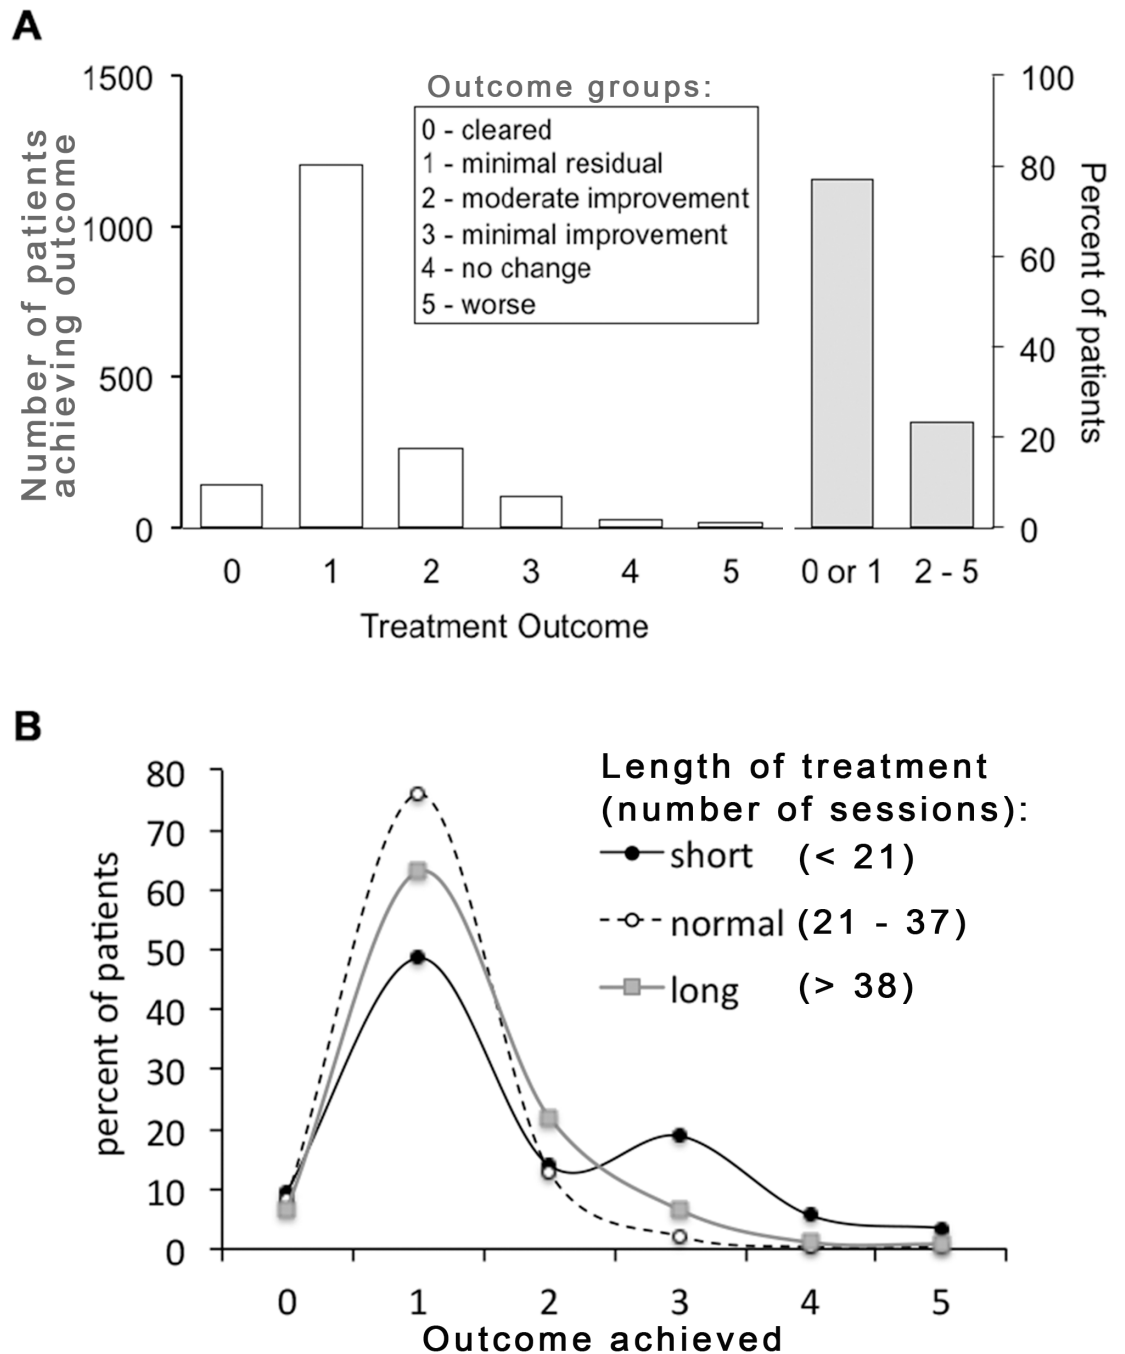 A
Outcome groups:
0 - cleared
1 - minimal residual
2 - moderate improvement
3 - minimal improvement
4 - no change
5 - worse
Number of patients
achieving outcome
1500
1000
500
0
Percent of patients
100
80
60
40
20
0
0 1 2 3 4 5 0 or 1 2 - 5
Treatment Outcome
B
Length of treatment
(number of sessions):
short (< 21)
normal (21 - 37)
long (> 38)
percent of patients
80
70
60
50
40
30
20
10
0
0 1 2 3 4 5
Outcome achieved